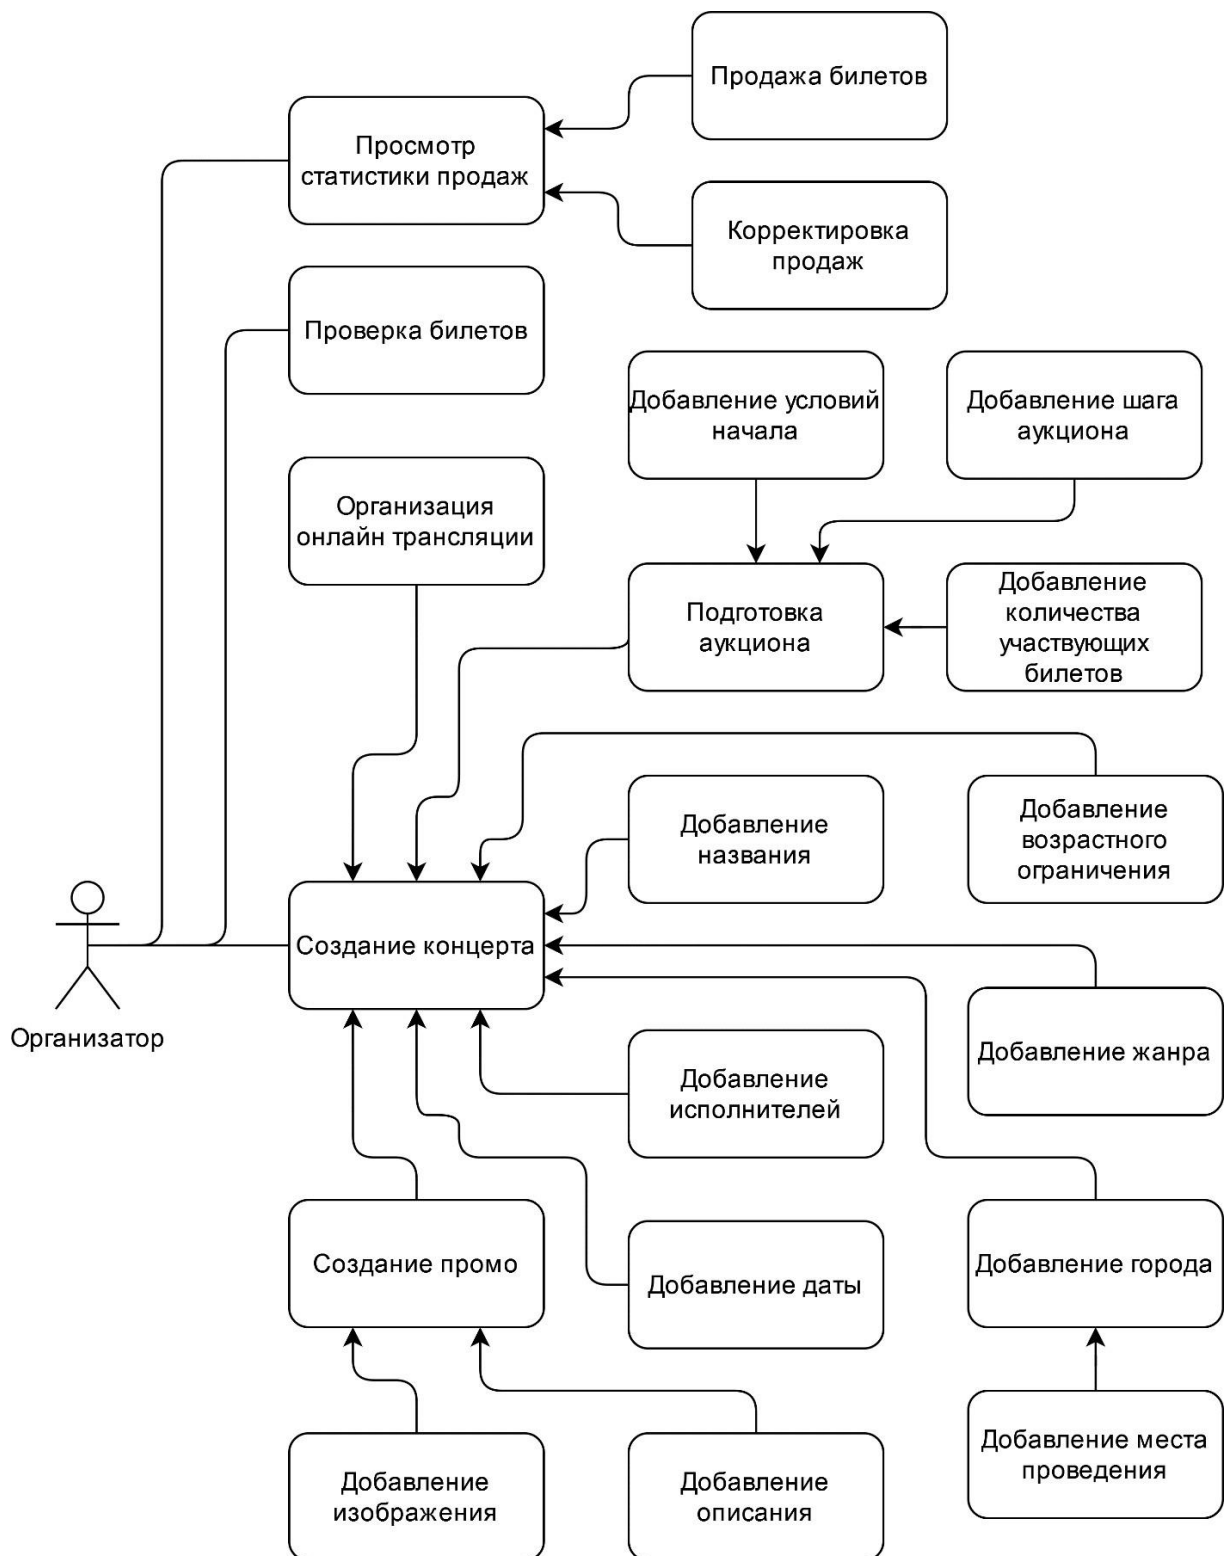 Продажа билетов
Просмотр
статистики продаж
Корректировка
продаж
Проверка билетов
Добавление условий
начала
Добавление шага
аукциона
Организация
онлайн трансляции
Подготовка
аукциона
Добавление
количества
участвующих
билетов
Добавление
названия
Добавление
возрастного
ограничения
Создание концерта
Организатор
Добавление жанра
Добавление
исполнителей
Создание промо
Добавление даты
Добавление города
Добавление места
проведения
Добавление
изображения
Добавление
описания